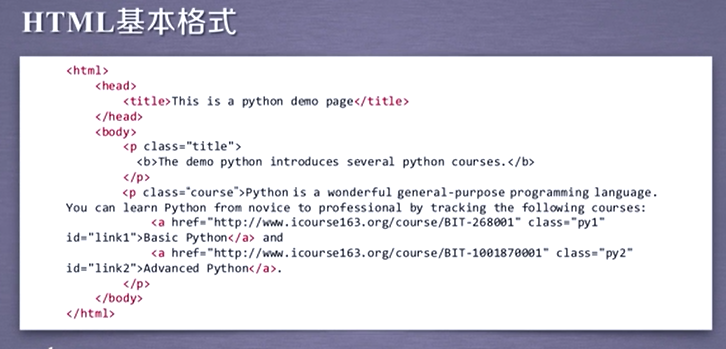 HTML基本格式
<html>
<head>
<title>This is a python demo page</title>
</head>
<body>
<p class="title">
<b>The demo python introduces several python courses.</b>
</p>
<p class="course">Python is a wonderful general-purpose programming language.
You can learn Python from novice to professional by tracking the following courses:
<a href="http://www.icourse163.org/course/BIT-268001" class="py1"
id="link1">Basic Python</a> and
<a href="http://www.icourse163.org/course/BIT-1001870001" class="py2"
id="link2">Advanced Python</a>.
</p>
</body>
</html>